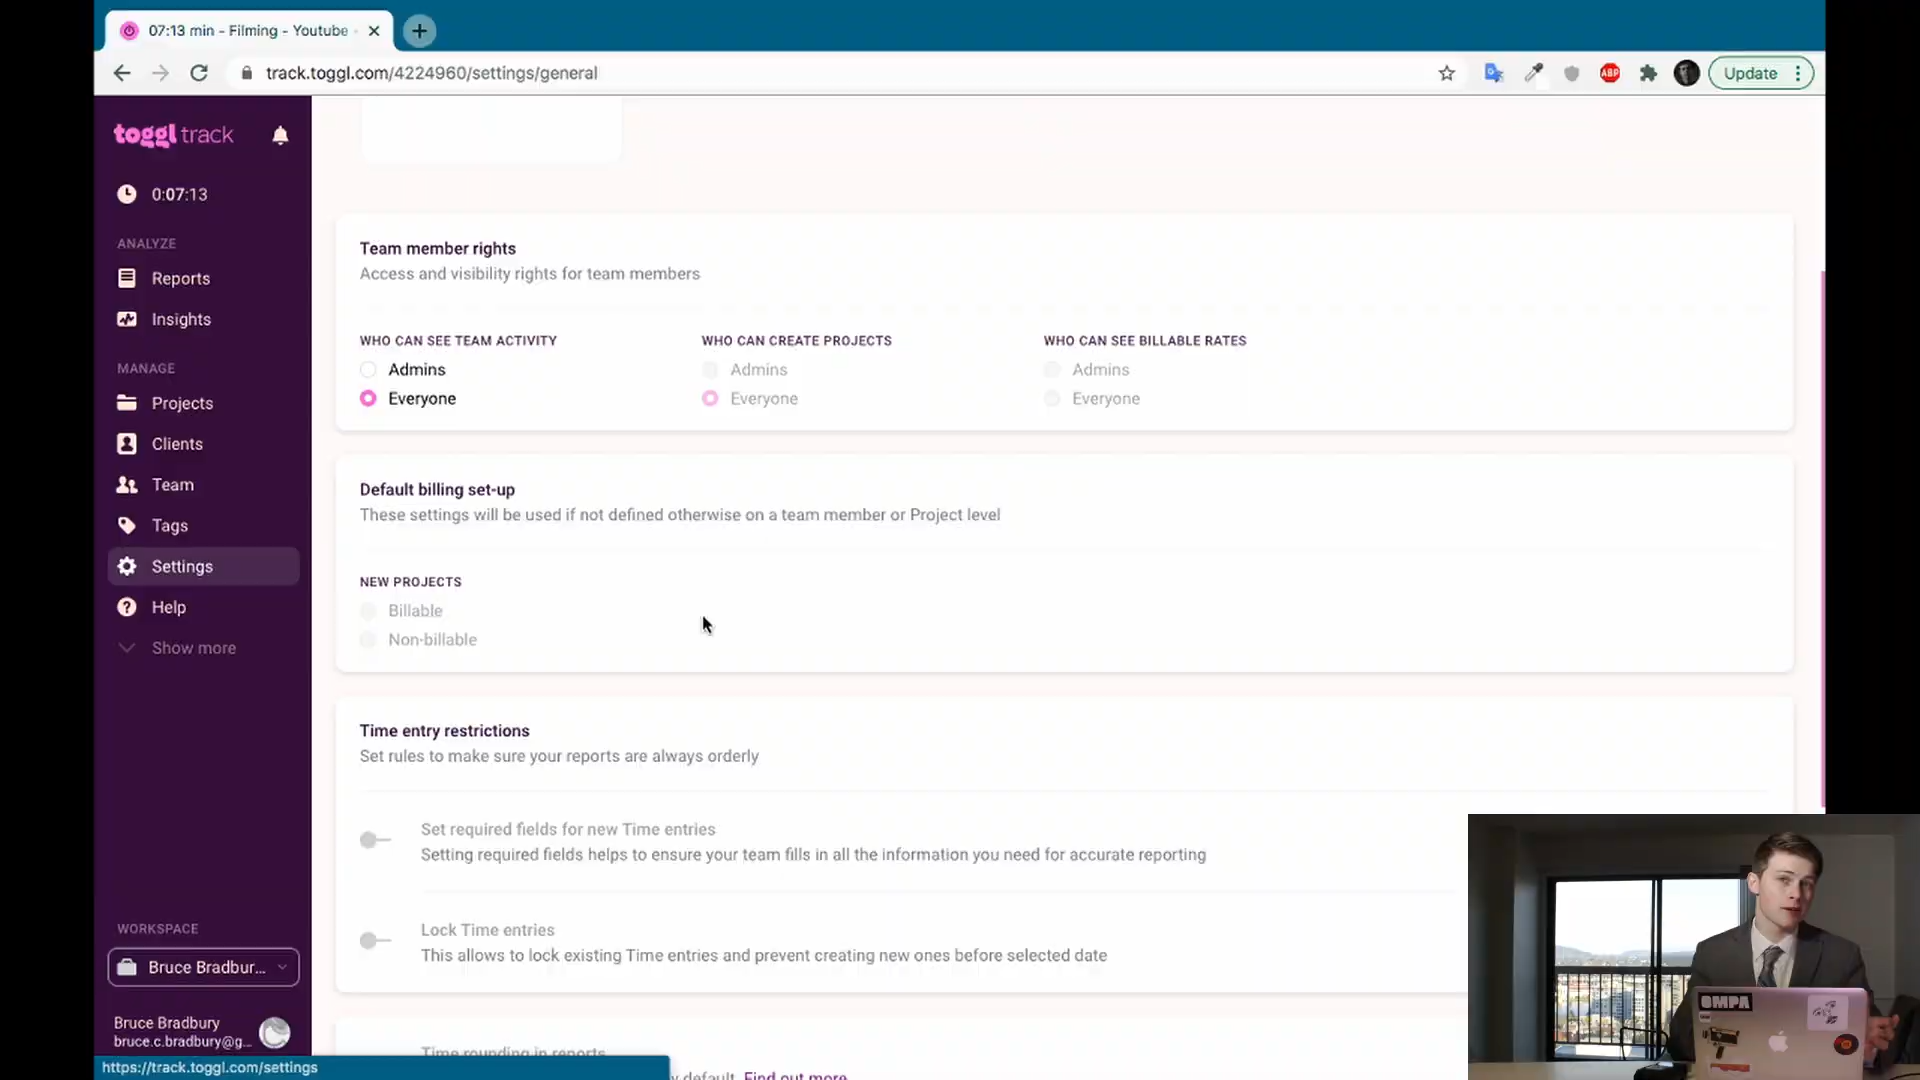 07:13 min - Filming - Youtube
track.toggl.com/4224960/settings/general
ABP
Update
toggl track
0:07:13
ANALYZE
Reports
Insights
MANAGE
Projects
Clients
Team
Tags
Settings
Help
Show more
WORKSPACE
Bruce Bradbur...
Bruce Bradbury
bruce.c.bradbury@g...
https://track.toggl.com/settings
Team member rights
Access and visibility rights for team members
WHO CAN SEE TEAM ACTIVITY
Admins
Everyone
WHO CAN CREATE PROJECTS
Admins
Everyone
WHO CAN SEE BILLABLE RATES
Admins
Everyone
Default billing set-up
These settings will be used if not defined otherwise on a team member or Project level
NEW PROJECTS
Billable
Non-billable
Time entry restrictions
Set rules to make sure your reports are always orderly
Set required fields for new Time entries
Setting required fields helps to ensure your team fills in all the information you need for accurate reporting
Lock Time entries
This allows to lock existing Time entries and prevent creating new ones before selected date
Time rounding in reports
y default. Find out more
OMPA